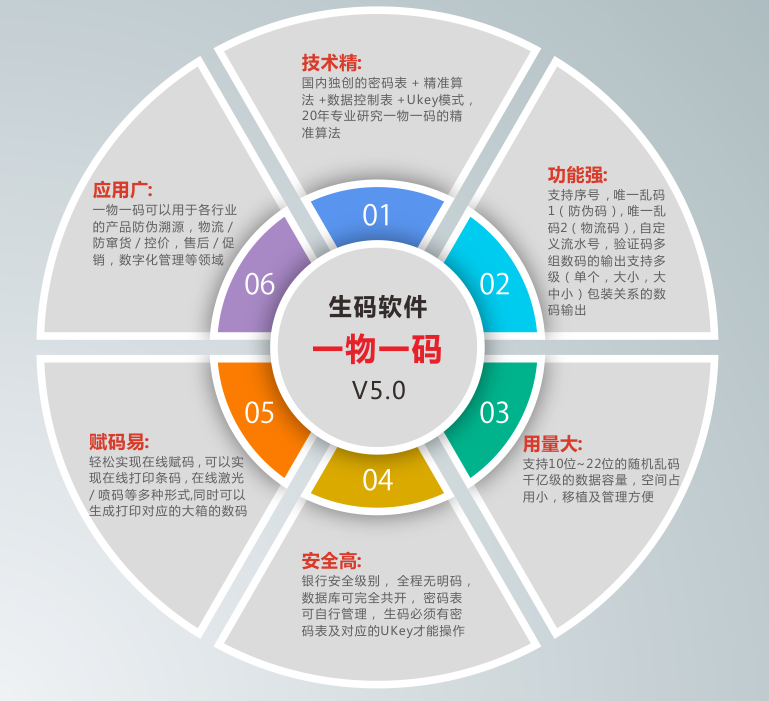 技术精:
国内独创的密码表 + 精准算
法 +数据控制表 +Ukey模式，
20年专业研究一物一码的精
准算法
01
功能强:
支持序号，唯一乱码
1（防伪码），唯一乱
码2（物流码），自定
义流水号，验证码多
组数码的输出支持多
级（单个，大小，大
中小）包装关系的数
码输出
02
用量大:
支持10位~22位的随机乱码
千亿级的数据容量，空间占
用小，移植及管理方便
03
安全高:
银行安全级别， 全程无明码，
数据库可完全共开， 密码表
可自行管理， 生码必须有密
码表及对应的UKey才能操作
04
赋码易:
轻松实现在线赋码，可以实
现在线打印条码，在线激光
/ 喷码等多种形式,同时可以
生成打印对应的大箱的数码
05
应用广:
一物一码可以用于各行业
的产品防伪溯源，物流 /
防窜货 / 控价，售后 / 促
销，数字化管理等领域
06
生码软件
一物一码
V5.0